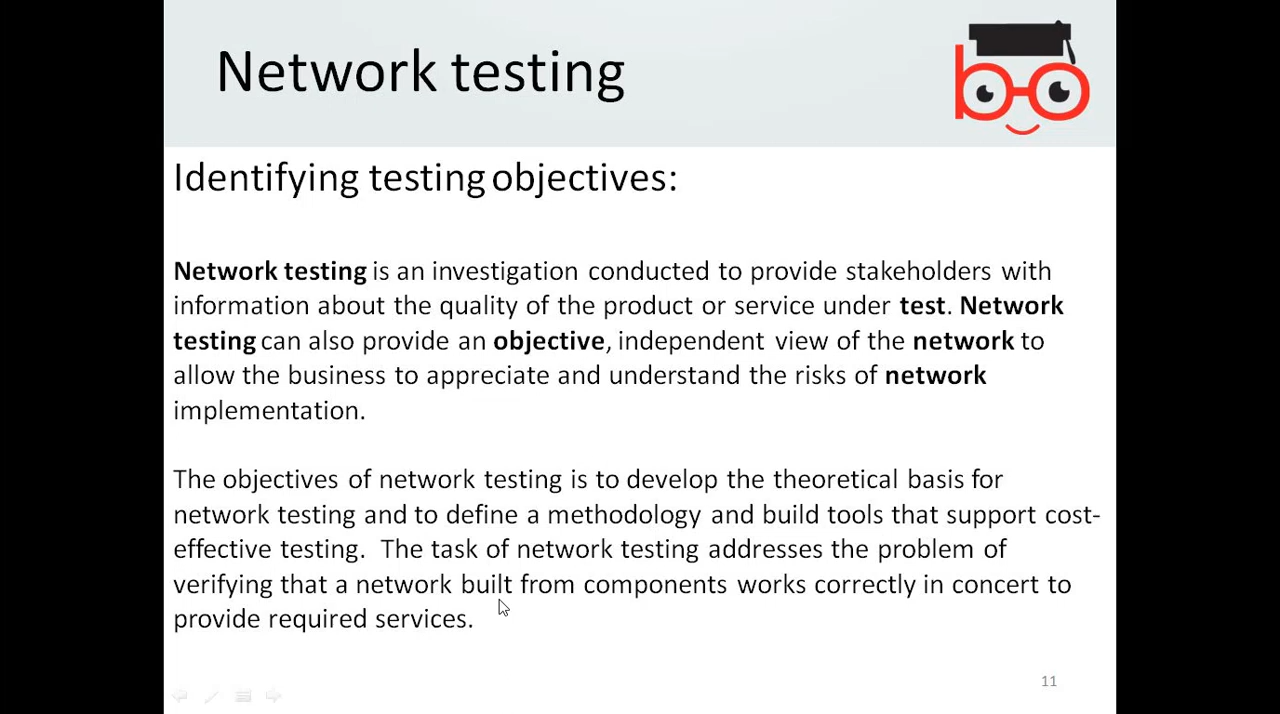 Network testing
Identifying testing objectives:
Network testing is an investigation conducted to provide stakeholders with
information about the quality of the product or service under test. Network
testing can also provide an objective, independent view of the network to
allow the business to appreciate and understand the risks of network
implementation.
The objectives of network testing is to develop the theoretical basis for
network testing and to define a methodology and build tools that support cost-
effective testing. The task of network testing addresses the problem of
verifying that a network built from components works correctly in concert to
provide required services.
11